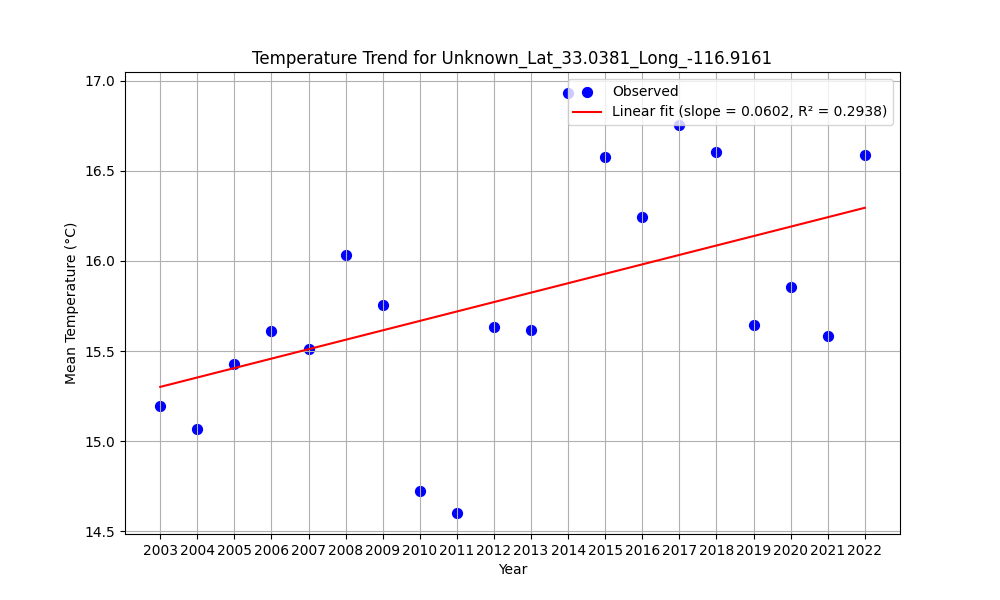 Temperature Trend for Unknown_Lat_33.0381_Long_-116.9161
Observed
Linear fit (slope = 0.0602, R² = 0.2938)
Mean Temperature (°C)
17.0
16.5
16.0
15.5
15.0
14.5
2003 2004 2005 2006 2007 2008 2009 2010 2011 2012 2013 2014 2015 2016 2017 2018 2019 2020 2021 2022
Year